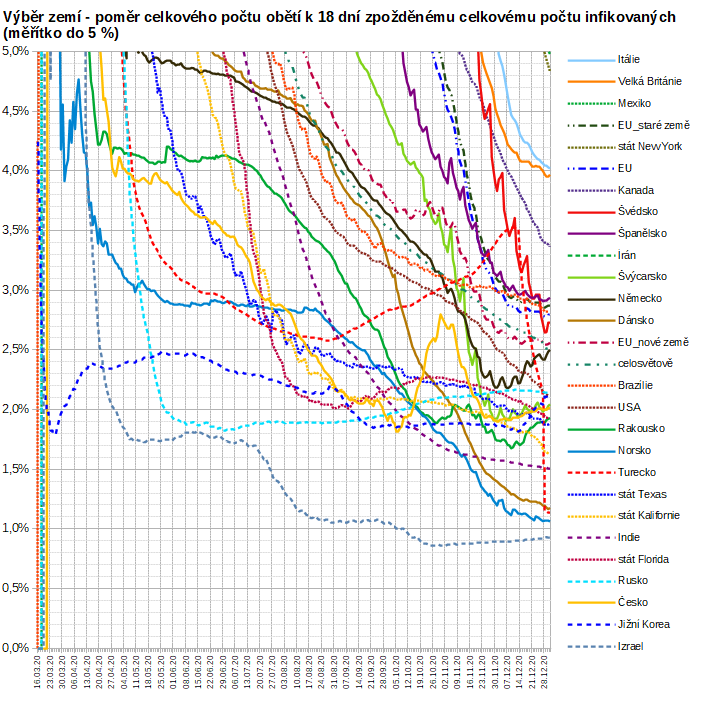 Výběr zemí - poměr celkového počtu obětí k 18 dní zpožděnému celkovému počtu infikovaných
(měřítko do 5 %)
5,0%
4,5%
4,0%
3,5%
3,0%
2,5%
2,0%
1,5%
1,0%
0,5%
0,0%
Itálie
Velká Británie
Mexiko
EU_staré země
stát NewYork
EU
Kanada
Švédsko
Španělsko
Irán
Švýcarsko
Německo
Dánsko
EU_nové země
celosvětově
Brazílie
USA
Rakousko
Norsko
Turecko
stát Texas
stát Kalifornie
Indie
stát Florida
Rusko
Česko
Jižní Korea
Izrael
16.03.20
23.03.20
30.03.20
06.04.20
13.04.20
20.04.20
27.04.20
04.05.20
11.05.20
18.05.20
25.05.20
01.06.20
08.06.20
15.06.20
22.06.20
29.06.20
06.07.20
13.07.20
20.07.20
27.07.20
03.08.20
10.08.20
17.08.20
24.08.20
31.08.20
07.09.20
14.09.20
21.09.20
28.09.20
05.10.20
12.10.20
19.10.20
26.10.20
02.11.20
09.11.20
16.11.20
23.11.20
30.11.20
07.12.20
14.12.20
21.12.20
28.12.20